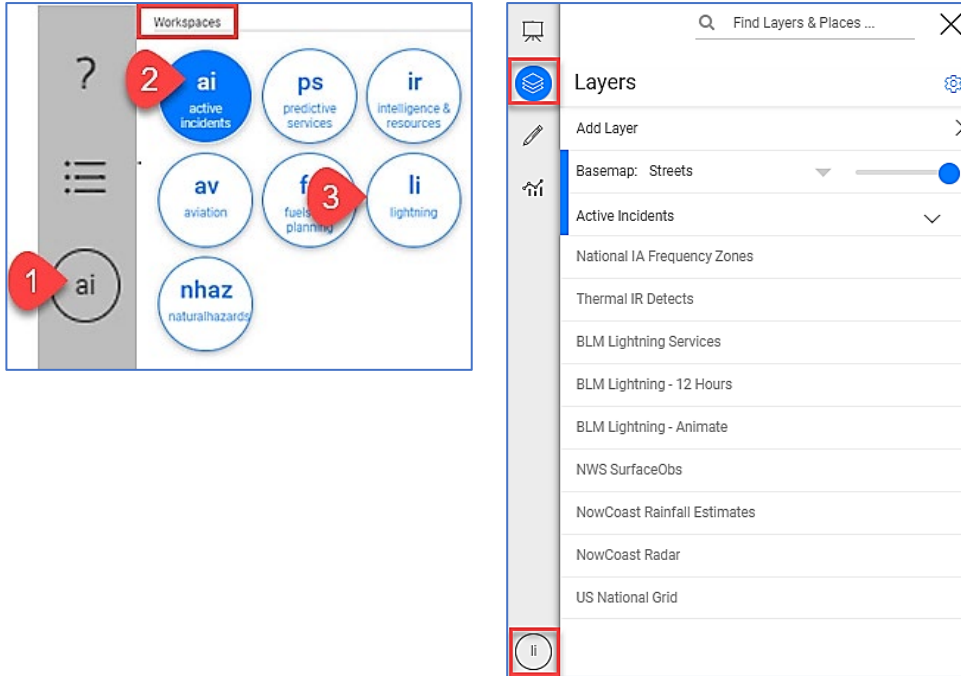 Workspaces
?
2
ai
active
incidents
ps
predictive
services
ir
intelligence &
resources
av
aviation
f
fuels
planning
3
li
lightning
1
ai
nhaz
naturalhazards
Find Layers & Places ...
Layers
Add Layer
Basemap: Streets
Active Incidents
National IA Frequency Zones
Thermal IR Detects
BLM Lightning Services
BLM Lightning - 12 Hours
BLM Lightning - Animate
NWS SurfaceObs
NowCoast Rainfall Estimates
NowCoast Radar
US National Grid
li